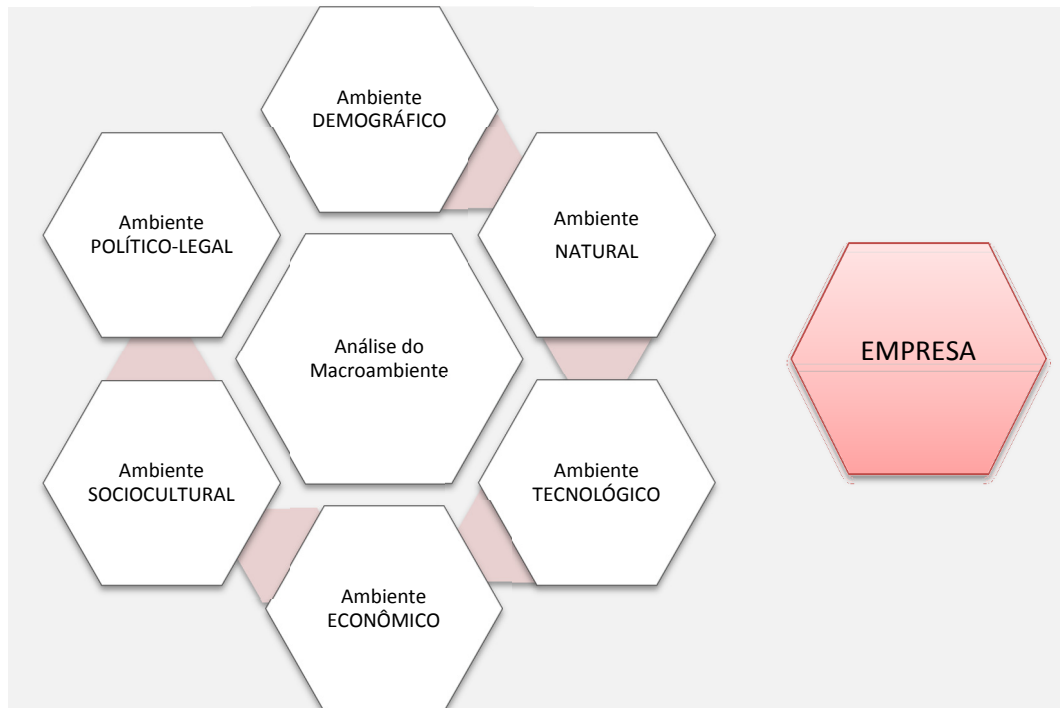 Ambiente
DEMOGRÁFICO
Ambiente
POLÍTICO-LEGAL
Ambiente
NATURAL
Análise do
Macroambiente
EMPRESA
Ambiente
SOCIOCULTURAL
Ambiente
TECNOLÓGICO
Ambiente
ECONÔMICO